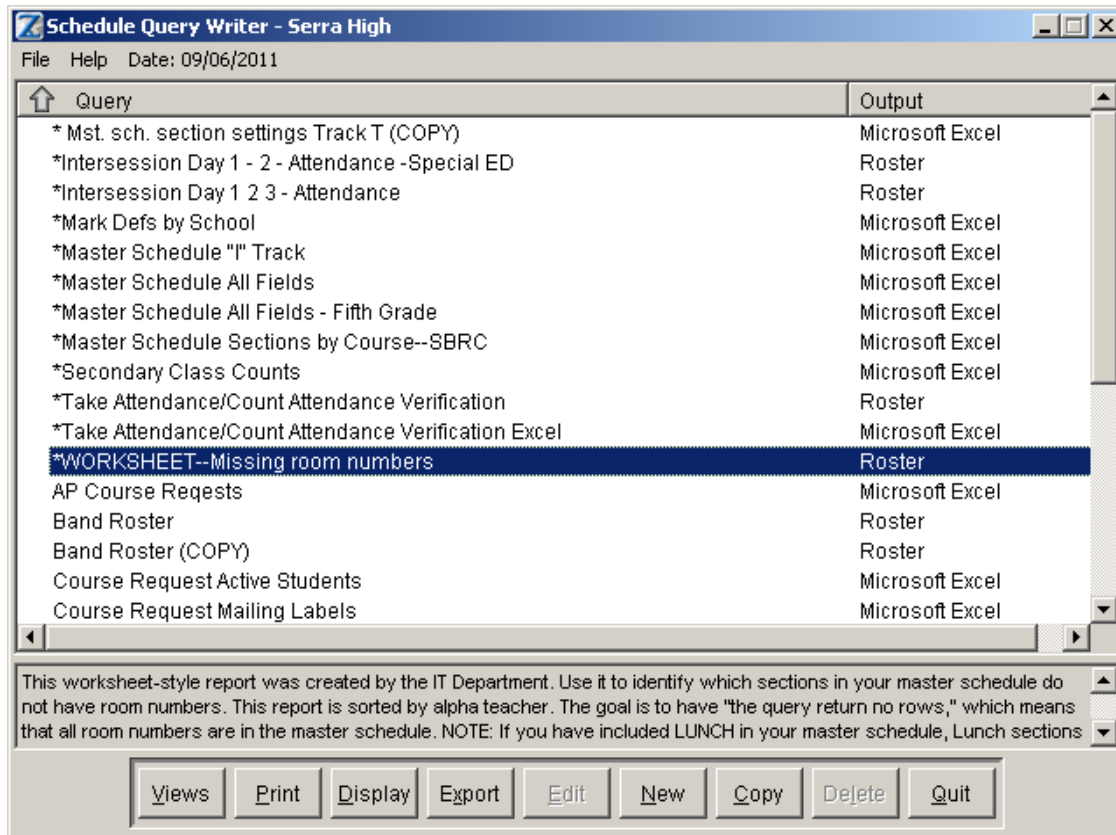 Schedule Query Writer - Serra High
File Help Date: 09/06/2011
Query Output
* Mst. sch. section settings Track T (COPY) Microsoft Excel
*Intersession Day 1 - 2 - Attendance -Special ED Roster
*Intersession Day 1 2 3 - Attendance Roster
*Mark Defs by School Microsoft Excel
*Master Schedule "I" Track Microsoft Excel
*Master Schedule All Fields Microsoft Excel
*Master Schedule All Fields - Fifth Grade Microsoft Excel
*Master Schedule Sections by Course--SBRC Microsoft Excel
*Secondary Class Counts Microsoft Excel
*Take Attendance/Count Attendance Verification Roster
*Take Attendance/Count Attendance Verification Excel Microsoft Excel
*WORKSHEET--Missing room numbers Roster
AP Course Reqests Microsoft Excel
Band Roster Roster
Band Roster (COPY) Roster
Course Request Active Students Microsoft Excel
Course Request Mailing Labels Microsoft Excel
This worksheet-style report was created by the IT Department. Use it to identify which sections in your master schedule do
not have room numbers. This report is sorted by alpha teacher. The goal is to have "the query return no rows," which means
that all room numbers are in the master schedule. NOTE: If you have included LUNCH in your master schedule, Lunch sections
Views Print Display Export Edit New Copy Delete Quit